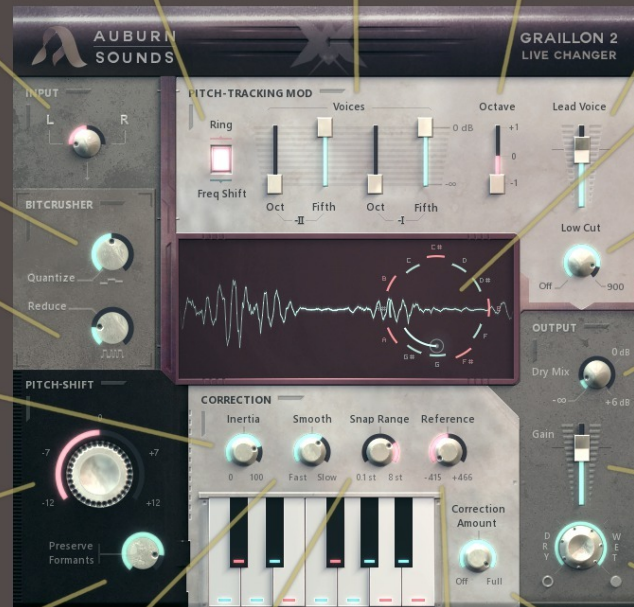 AUBURN
SOUNDS
GRAILLON 2
LIVE CHANGER
INPUT
L R
PITCH-TRACKING MOD
Voices
Octave
Lead Voice
Ring
Freq Shift
0 dB
-∞
+1
0
-1
Oct Fifth Oct Fifth
-II -I
Low Cut
Off 900
BITCRUSHER
Quantize
Reduce
C#
C D
B D#
A F
G# F#
G
OUTPUT
0 dB
Dry Mix
-∞ +6 dB
Gain
DRY WET
PITCH-SHIFT
0
-7 +7
-12 +12
Preserve
Formants
CORRECTION
Inertia Smooth Snap Range Reference
0 100 Fast Slow 0.1 st 8 st -415 +466
Correction
Amount
Off Full